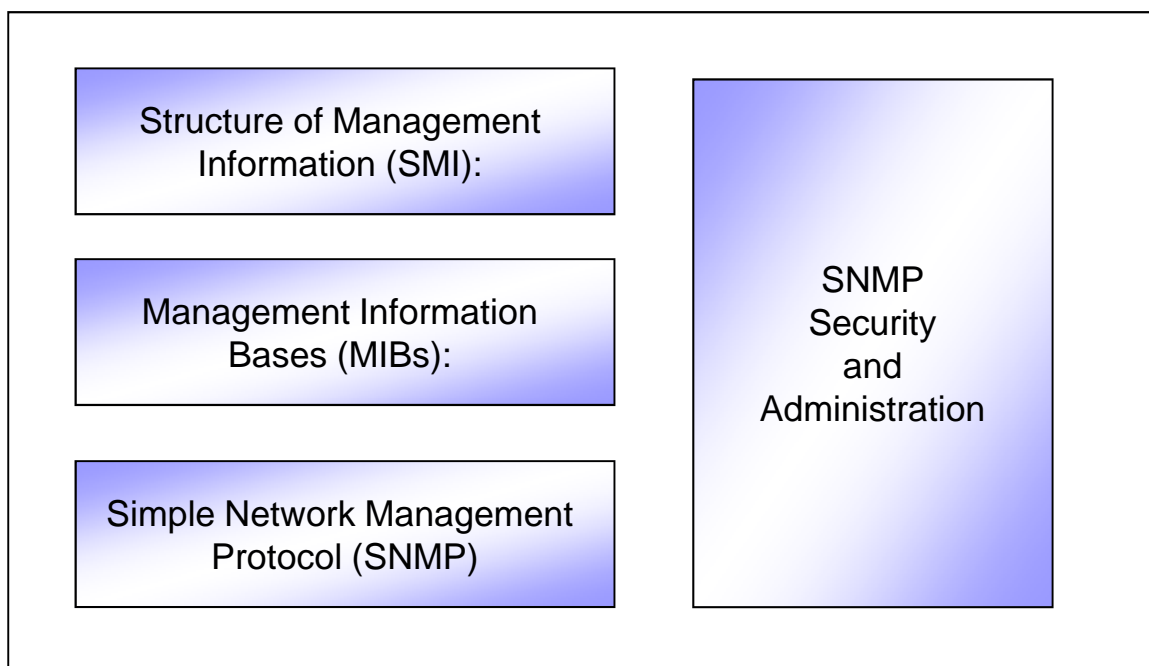 Structure of Management
Information (SMI):
Management Information
Bases (MIBs):
Simple Network Management
Protocol (SNMP)
SNMP
Security
and
Administration